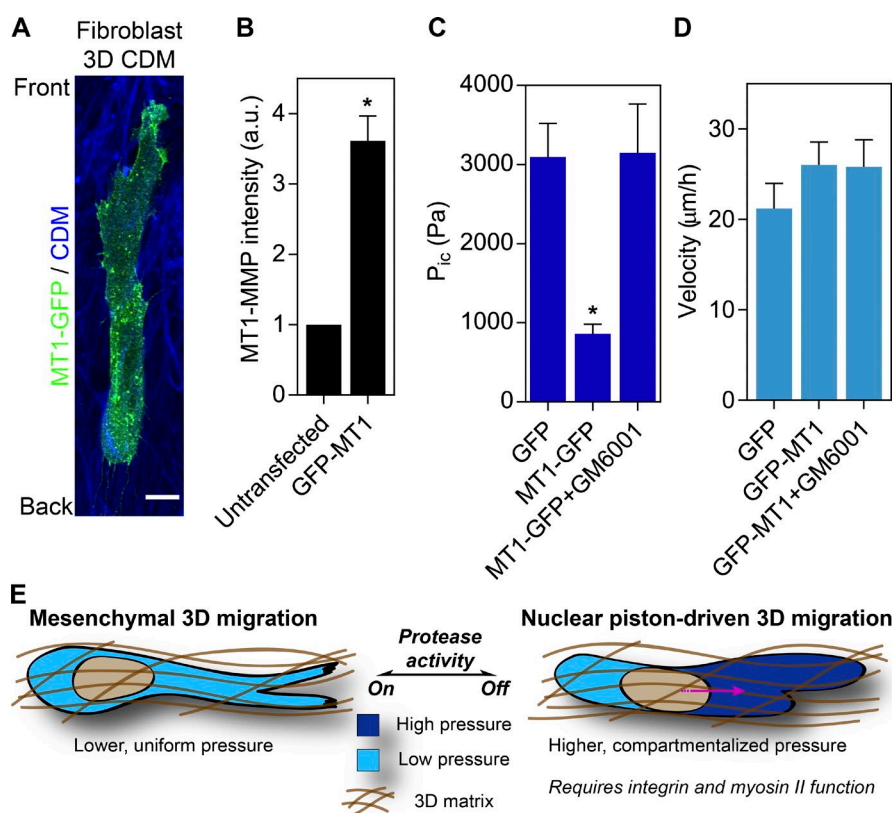 A
Fibroblast
3D CDM
Front
MT1-GFP / CDM
Back
B
MT1-MMP intensity (a.u.)
4
3
2
1
0
*
Untransfected
GFP-MT1
C
P_ic (Pa)
4000
3000
2000
1000
0
*
GFP
MT1-GFP
MT1-GFP+GM6001
D
Velocity (μm/h)
30
20
10
0
GFP
GFP-MT1
GFP-MT1+GM6001
E
Mesenchymal 3D migration
Lower, uniform pressure
Protease
activity
On Off
High pressure
Low pressure
3D matrix
Nuclear piston-driven 3D migration
Higher, compartmentalized pressure
Requires integrin and myosin II function